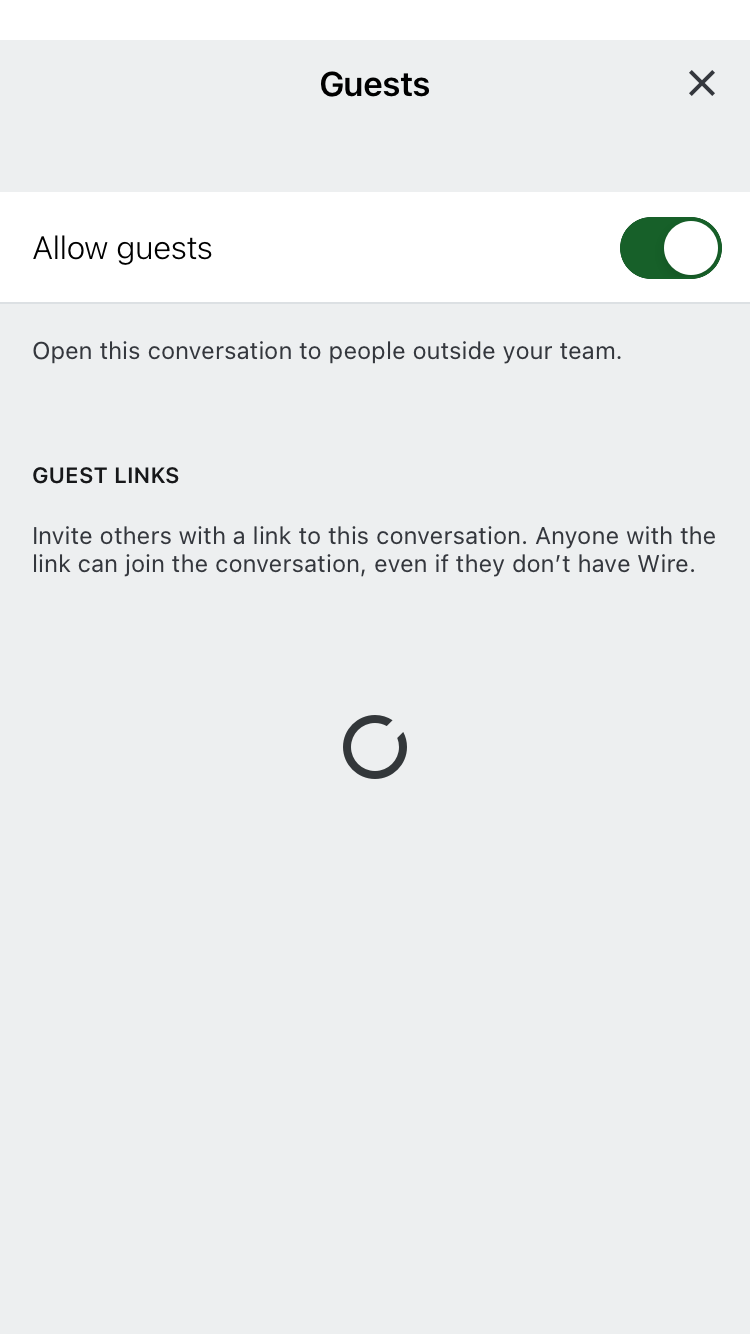 Guests
Allow guests
Open this conversation to people outside your team.
GUEST LINKS
Invite others with a link to this conversation. Anyone with the
link can join the conversation, even if they don’t have Wire.